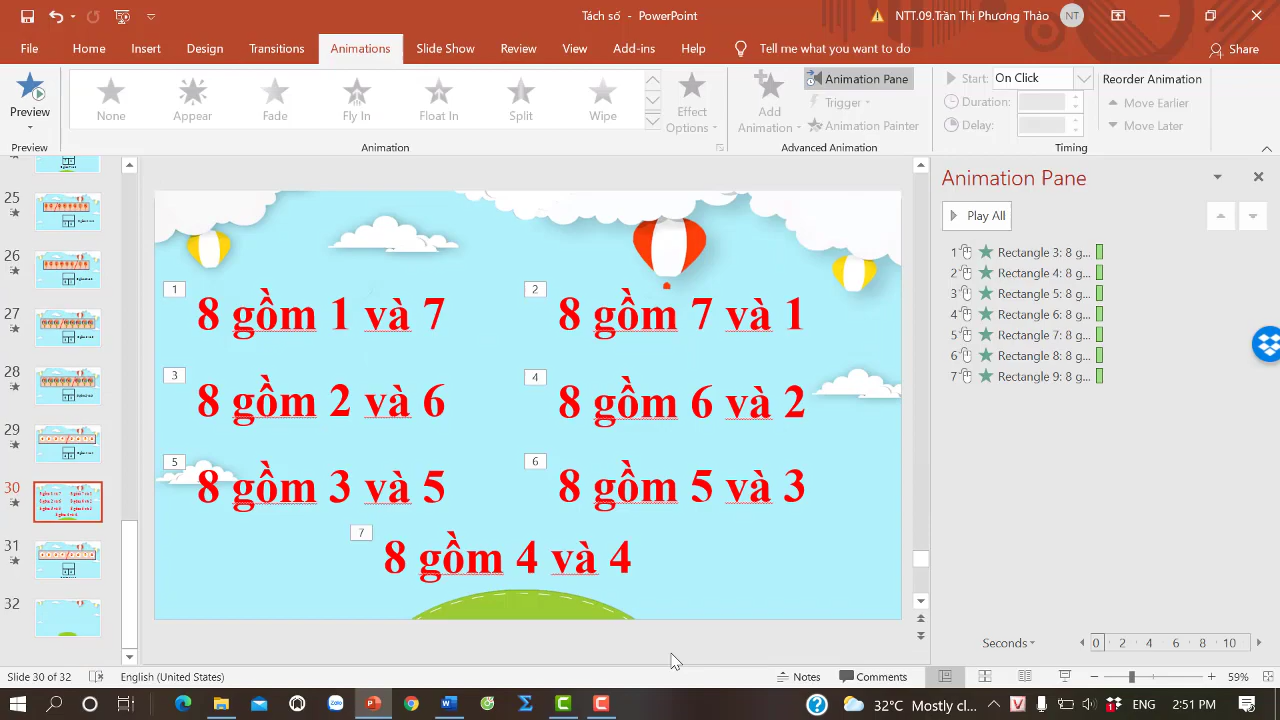 Tách số - PowerPoint
NTT.09.Trần Thị Phương Thảo NT
File Home Insert Design Transitions Animations Slide Show Review View Add-ins Help Tell me what you want to do Share
Preview
Preview
None Appear Fade Fly In Float In Split Wipe
Animation
Effect Options
Add Animation
Animation Pane
Trigger
Animation Painter
Advanced Animation
Start: On Click
Duration:
Delay:
Reorder Animation
Move Earlier
Move Later
Timing
25
26
27
28
29
30
31
32
1
8 gồm 1 và 7
2
8 gồm 7 và 1
3
8 gồm 2 và 6
4
8 gồm 6 và 2
5
8 gồm 3 và 5
6
8 gồm 5 và 3
7
8 gồm 4 và 4
Animation Pane
Play All
1 Rectangle 3: 8 g...
2 Rectangle 4: 8 g...
3 Rectangle 5: 8 g...
4 Rectangle 6: 8 g...
5 Rectangle 7: 8 g...
6 Rectangle 8: 8 g...
7 Rectangle 9: 8 g...
Seconds 0 2 4 6 8 10
Slide 30 of 32 English (United States) Notes Comments 59%
32°C Mostly cl... ENG 2:51 PM